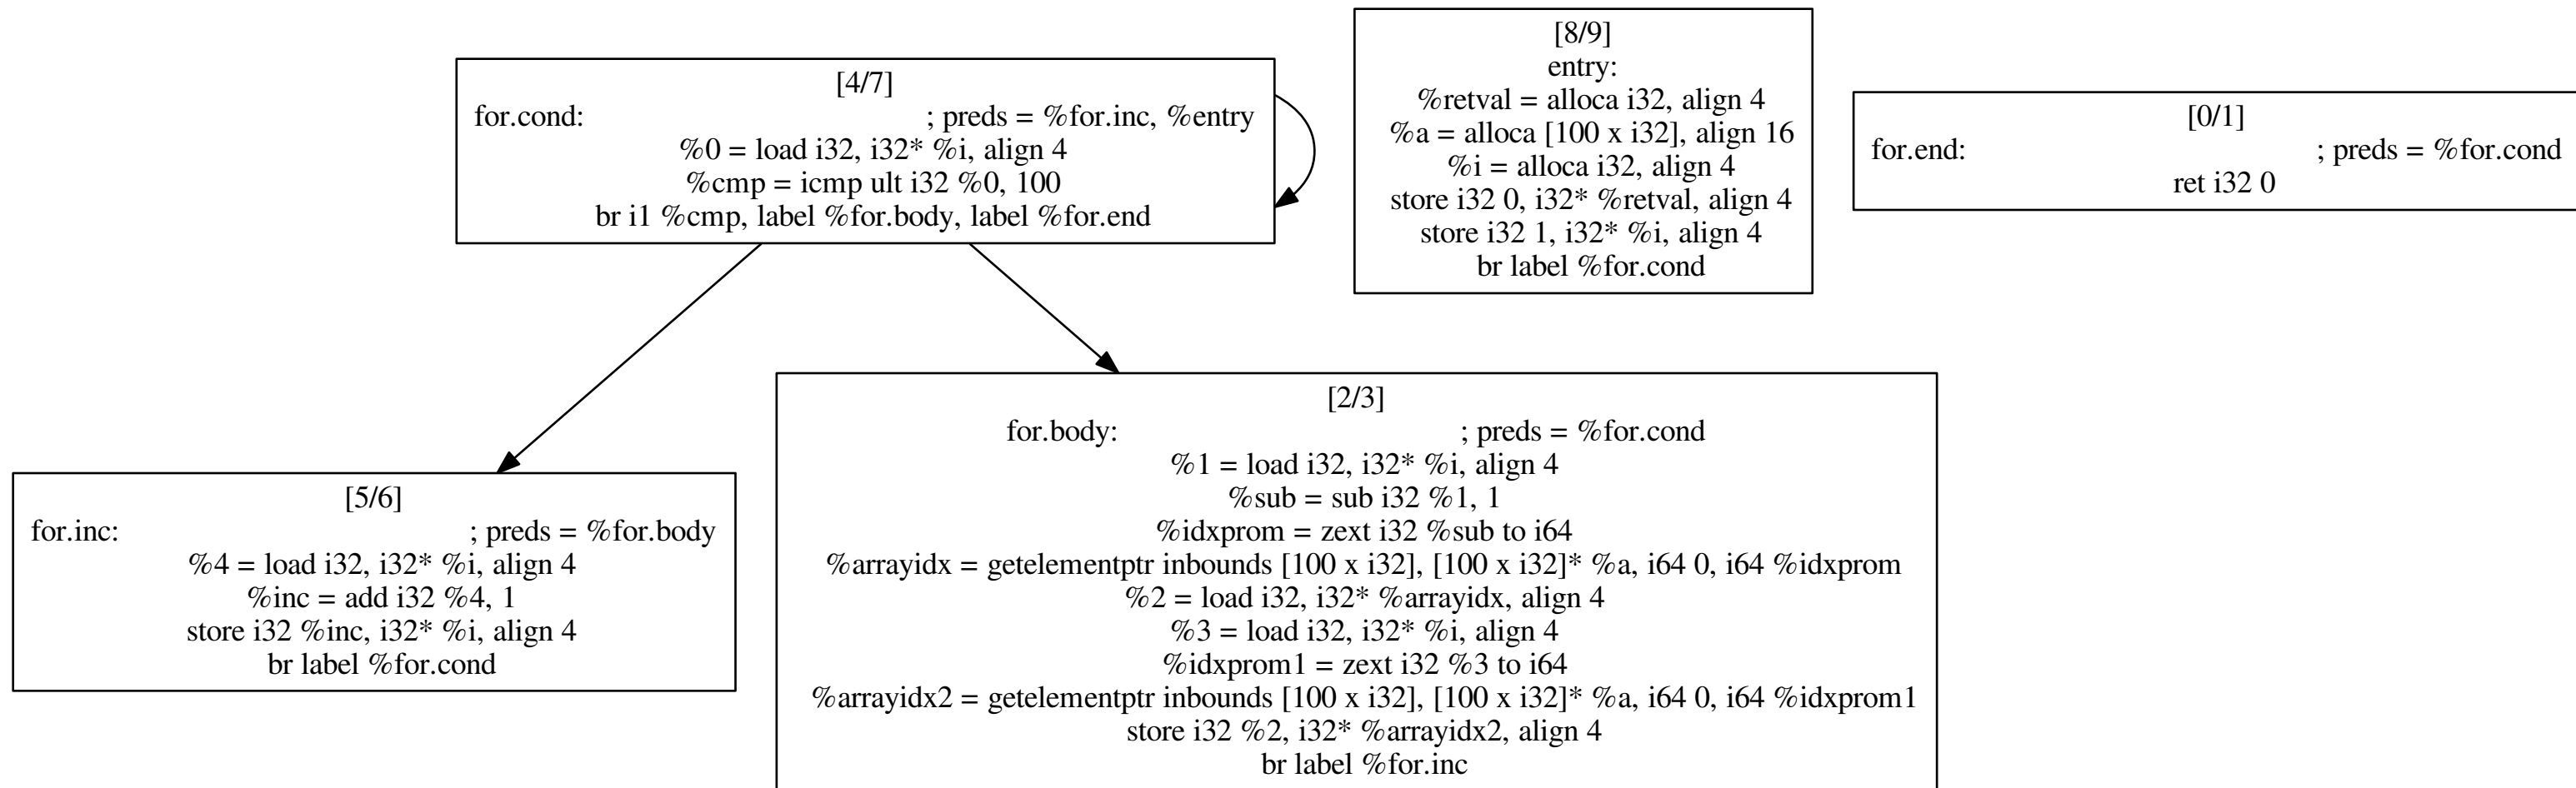 [4/7]
for.cond: ; preds = %for.inc, %entry
%0 = load i32, i32* %i, align 4
%cmp = icmp ult i32 %0, 100
br i1 %cmp, label %for.body, label %for.end
[8/9]
entry:
%retval = alloca i32, align 4
%a = alloca [100 x i32], align 16
%i = alloca i32, align 4
store i32 0, i32* %retval, align 4
store i32 1, i32* %i, align 4
br label %for.cond
[0/1]
for.end: ; preds = %for.cond
ret i32 0
[5/6]
for.inc: ; preds = %for.body
%4 = load i32, i32* %i, align 4
%inc = add i32 %4, 1
store i32 %inc, i32* %i, align 4
br label %for.cond
[2/3]
for.body: ; preds = %for.cond
%1 = load i32, i32* %i, align 4
%sub = sub i32 %1, 1
%idxprom = zext i32 %sub to i64
%arrayidx = getelementptr inbounds [100 x i32], [100 x i32]* %a, i64 0, i64 %idxprom
%2 = load i32, i32* %arrayidx, align 4
%3 = load i32, i32* %i, align 4
%idxprom1 = zext i32 %3 to i64
%arrayidx2 = getelementptr inbounds [100 x i32], [100 x i32]* %a, i64 0, i64 %idxprom1
store i32 %2, i32* %arrayidx2, align 4
br label %for.inc